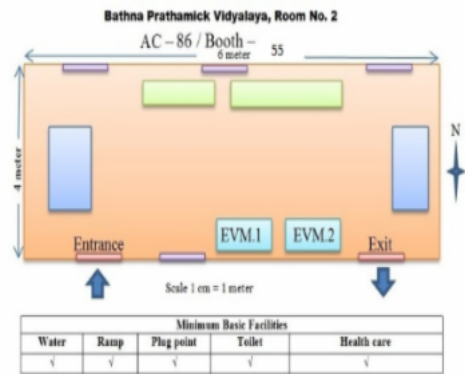 Bathna Prathamick Vidyalaya, Room No. 2
AC – 86 / Booth – 55
6 meter
4 meter
N
EVM.1 EVM.2
Entrance Exit
Scale 1 cm = 1 meter
Minimum Basic Facilities
Water Ramp Plug point Toilet Health care
√ √ √ √ √